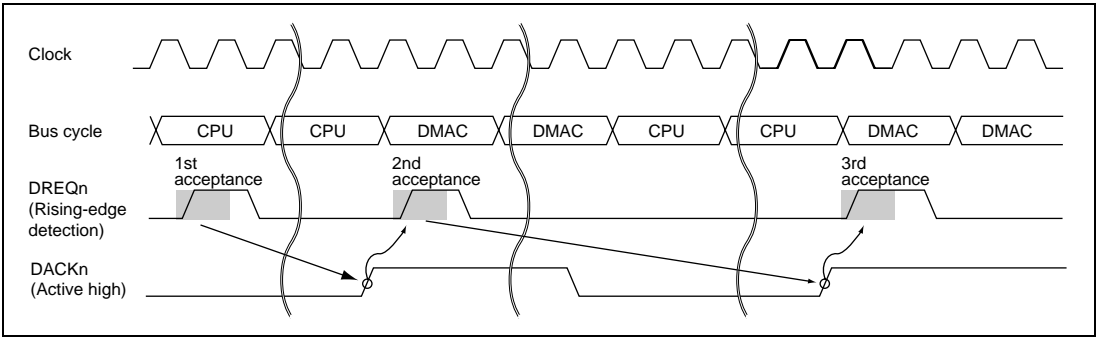 Clock
Bus cycle
CPU CPU DMAC DMAC CPU CPU DMAC DMAC
1st acceptance
2nd acceptance
3rd acceptance
DREQn
(Rising-edge
detection)
DACKn
(Active high)